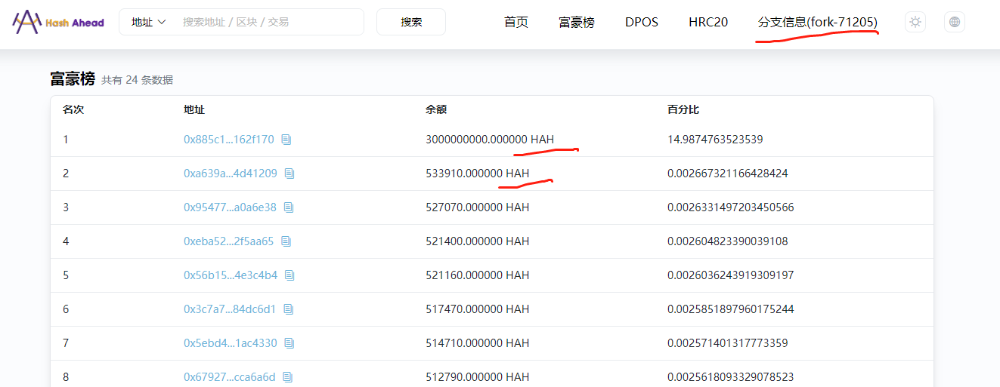 Hash Ahead 地址 搜索地址 / 区块 / 交易 搜索 首页 富豪榜 DPOS HRC20 分支信息(fork-71205)
富豪榜 共有 24 条数据
名次 地址 余额 百分比
1 0x885c1...162f170 3000000000.000000 HAH 14.9874763523539
2 0xa639a...4d41209 533910.000000 HAH 0.002667321166428424
3 0x95477...a0a6e38 527070.000000 HAH 0.0026331497203450566
4 0xeba52...2f5aa65 521400.000000 HAH 0.002604823390039108
5 0x56b15...4e3c4b4 521160.000000 HAH 0.0026036243919309197
6 0x3c7a7...84dc6d1 517470.000000 HAH 0.0025851897960175244
7 0x5ebd4...1ac4330 514710.000000 HAH 0.002571401317773359
8 0x67927...cca6a6d 512790.000000 HAH 0.0025618093329078523